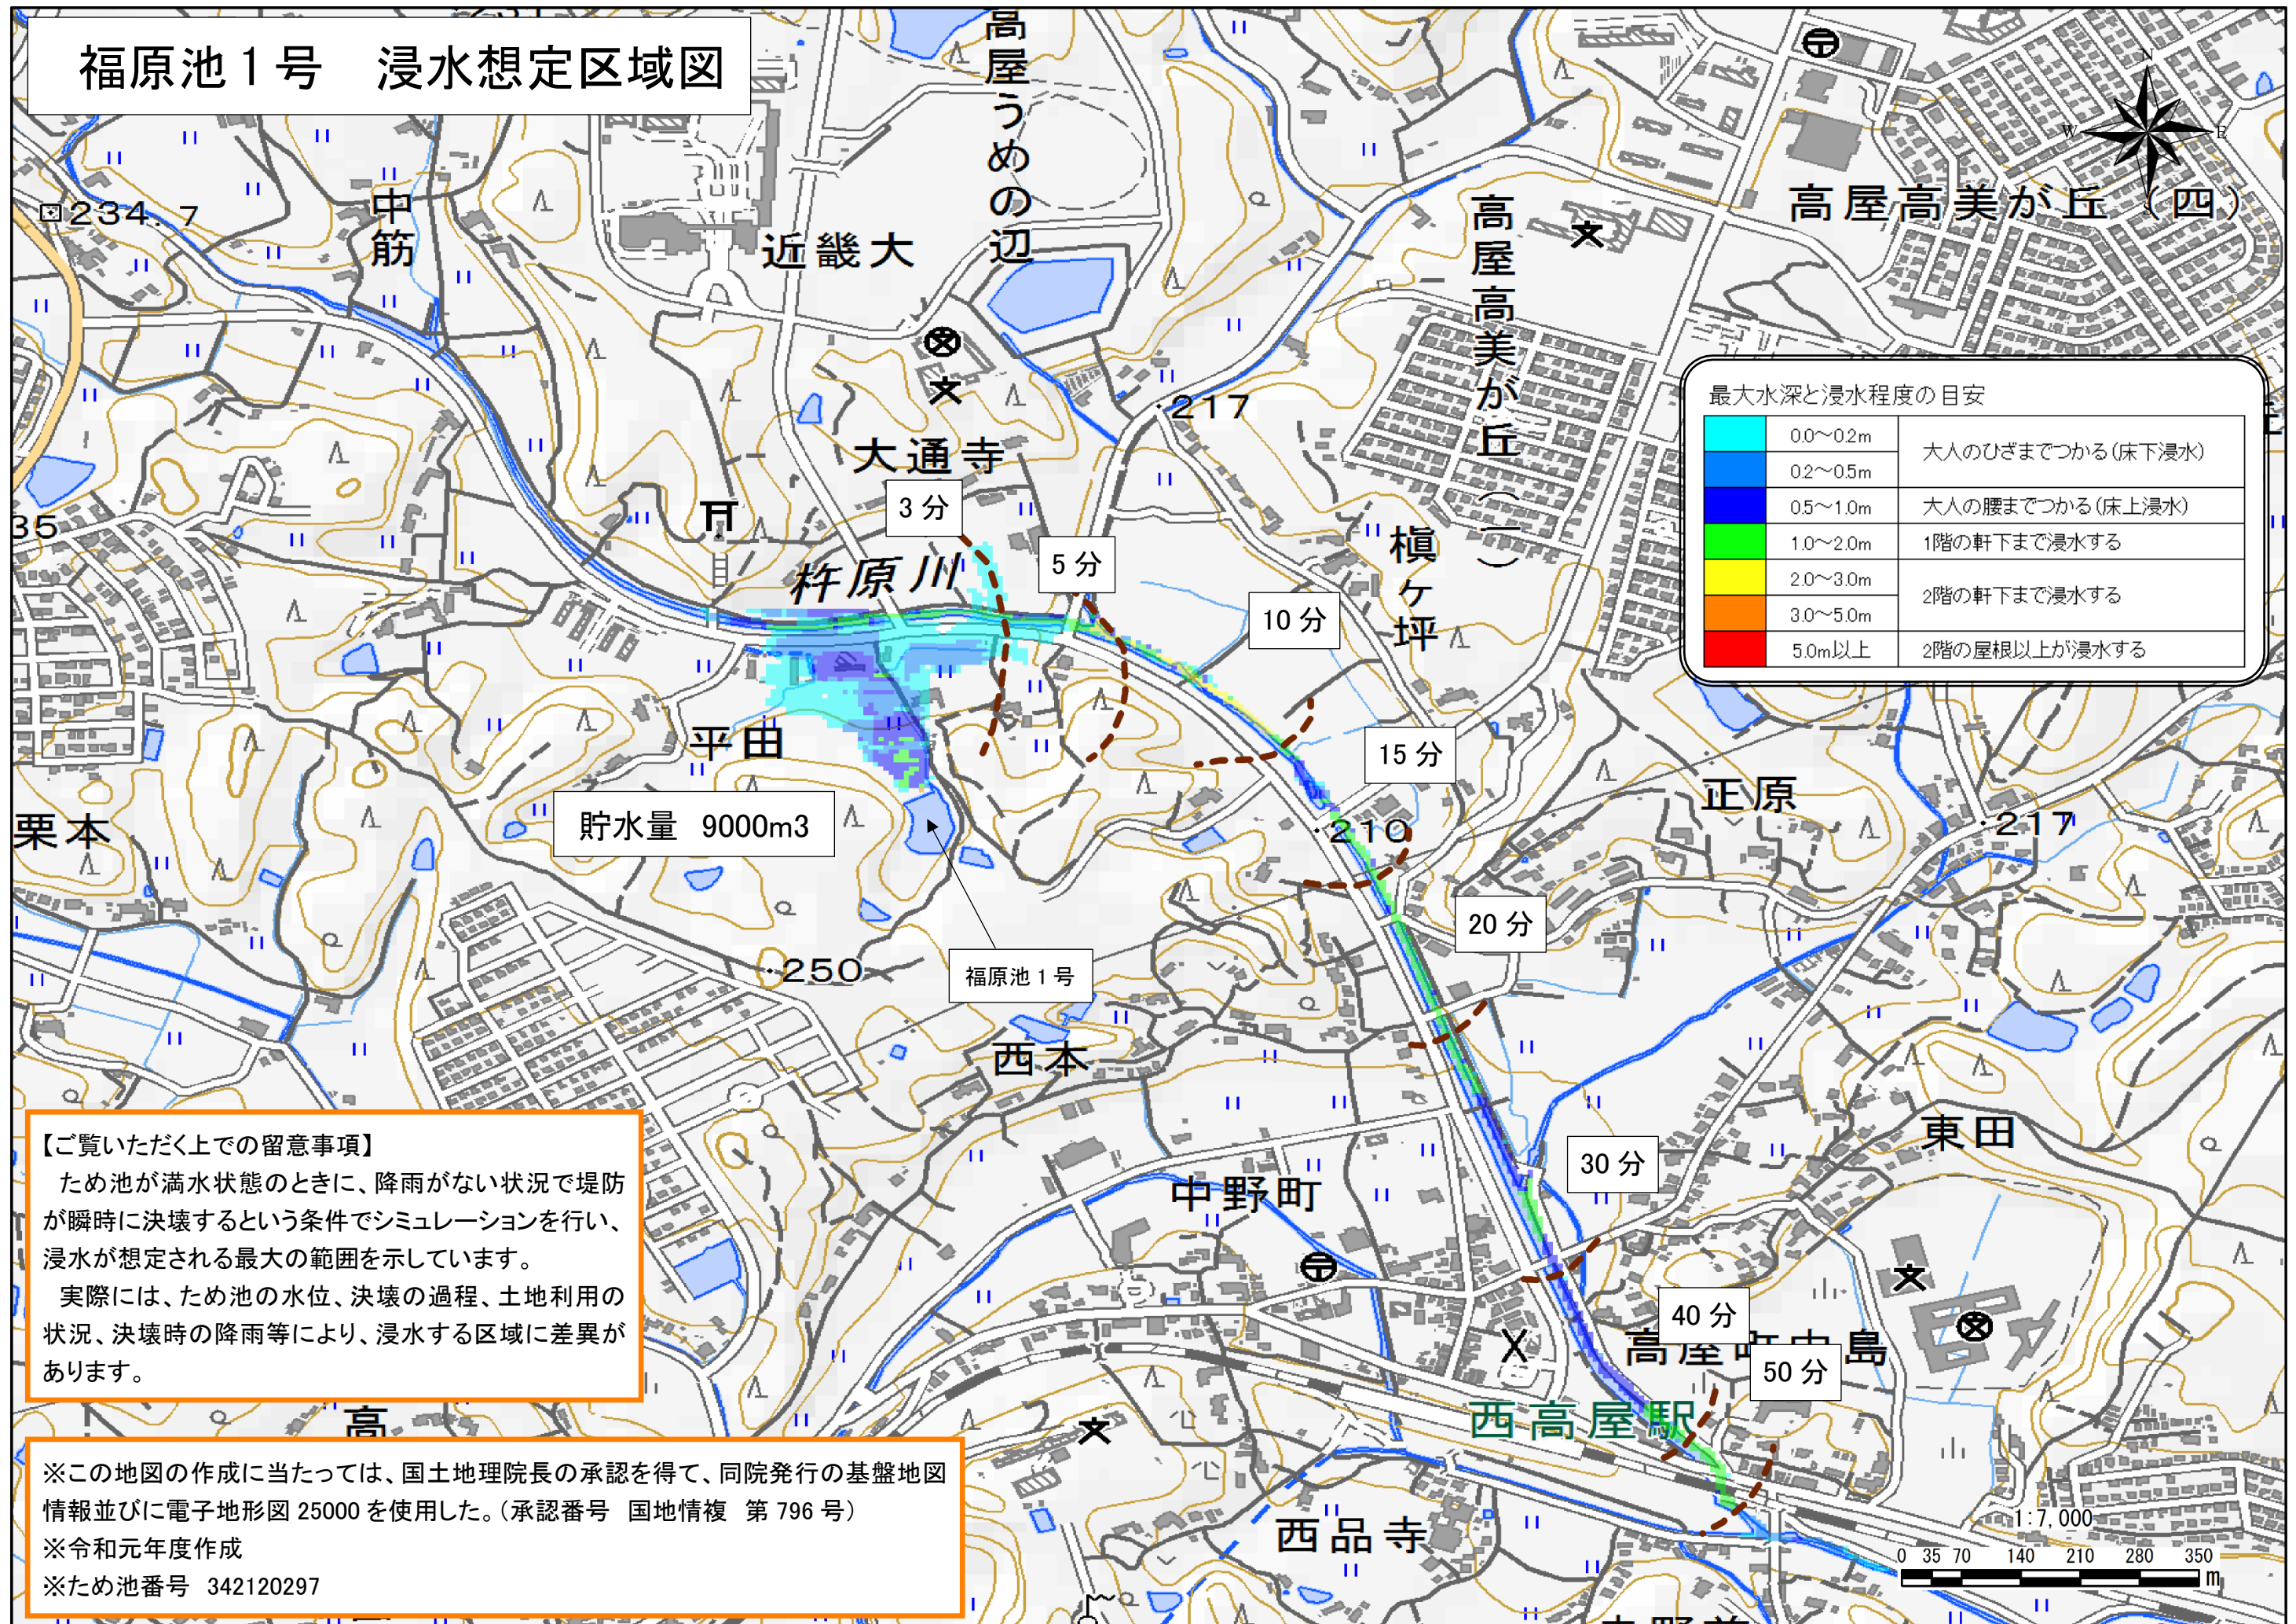 福原池１号　浸水想定区域図
高屋うめの辺
N
W
E
234.7
中筋
近畿大
高屋高美が丘
高屋高美が丘（四）
（一）
最大水深と浸水程度の目安
0.0～0.2m
大人のひざまでつかる(床下浸水)
0.2～0.5m
0.5～1.0m
大人の腰までつかる(床上浸水)
1.0～2.0m
1階の軒下まで浸水する
2.0～3.0m
2階の軒下まで浸水する
3.0～5.0m
5.0m以上
2階の屋根以上が浸水する
217
大通寺
3 分
35
杵原川
5 分
槇ヶ坪
10 分
平田
15 分
正原
栗本
貯水量　9000m3
210
217
20 分
250
福原池 1 号
西本
東田
30 分
中野町
【ご覧いただく上での留意事項】
　ため池が満水状態のときに、降雨がない状況で堤防
が瞬時に決壊するという条件でシミュレーションを行い、
浸水が想定される最大の範囲を示しています。
　実際には、ため池の水位、決壊の過程、土地利用の
状況、決壊時の降雨等により、浸水する区域に差異が
あります。
40 分
高屋町中島
50 分
高
西高屋駅
※この地図の作成に当たっては、国土地理院長の承認を得て、同院発行の基盤地図
情報並びに電子地形図 25000 を使用した。（承認番号　国地情複　第 796 号）
※令和元年度作成
※ため池番号　342120297
西品寺
1:7,000
0 35 70 140 210 280 350
m